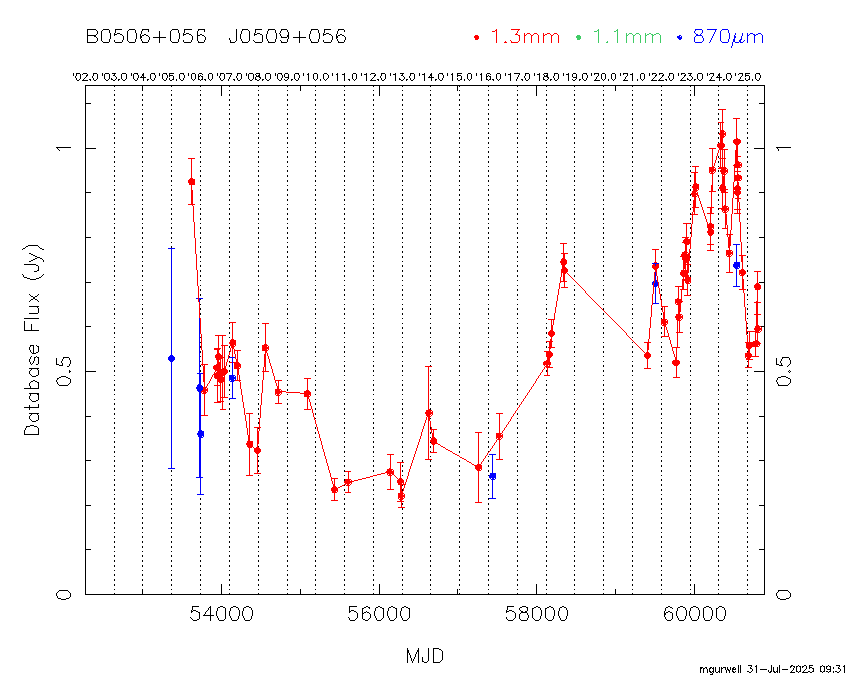 B0506+056 J0509+056 1.3mm 1.1mm 870μm
'02.0 '03.0 '04.0 '05.0 '06.0 '07.0 '08.0 '09.0 '10.0 '11.0 '12.0 '13.0 '14.0 '15.0 '16.0 '17.0 '18.0 '19.0 '20.0 '21.0 '22.0 '23.0 '24.0 '25.0
1 1
Database Flux (Jy)
0.5 0.5
0 0
54000 56000 58000 60000
MJD
mgurwell 31-Jul-2025 09:31